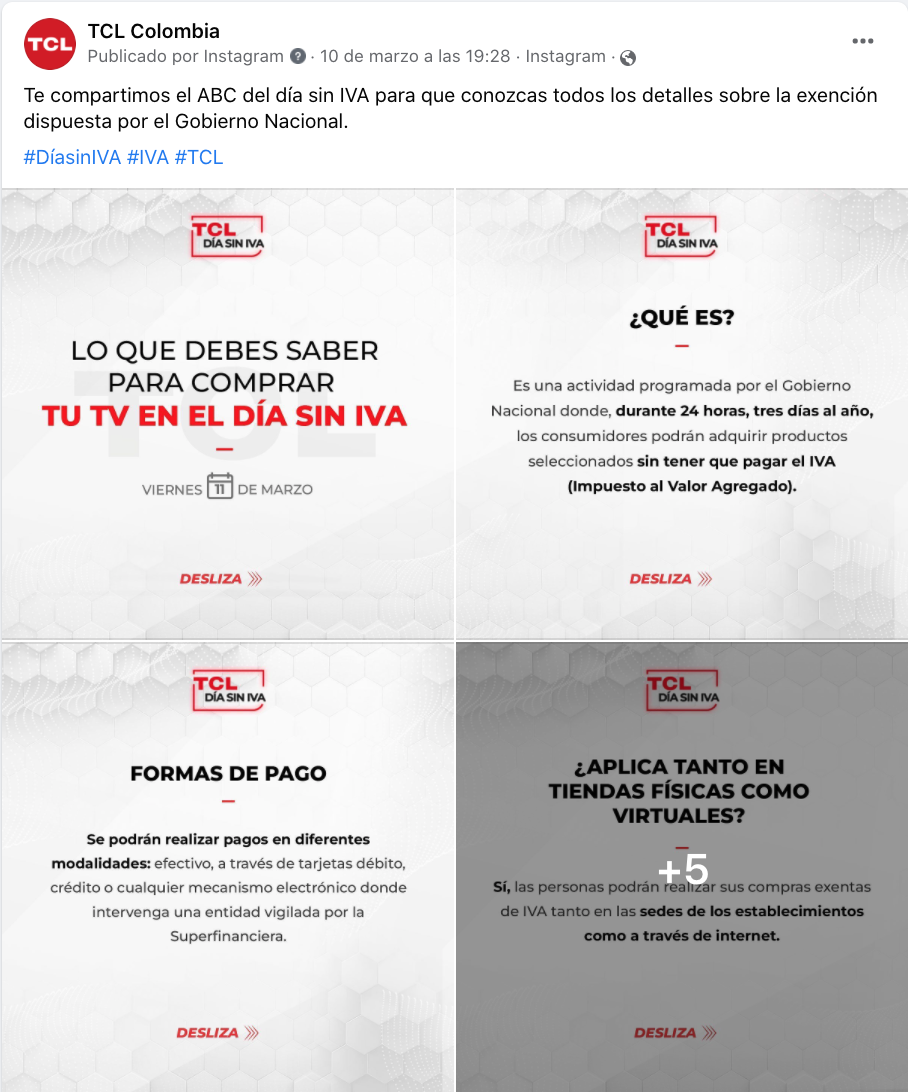 TCL
TCL Colombia
Publicado por Instagram ? · 10 de marzo a las 19:28 · Instagram ·
Te compartimos el ABC del día sin IVA para que conozcas todos los detalles sobre la exención
dispuesta por el Gobierno Nacional.
#DíasinIVA #IVA #TCL
TCL
DÍA SIN IVA
TCL
LO QUE DEBES SABER
PARA COMPRAR
TU TV EN EL DÍA SIN IVA
VIERNES 11 DE MARZO
DESLIZA
TCL
DÍA SIN IVA
¿QUÉ ES?
Es una actividad programada por el Gobierno
Nacional donde, durante 24 horas, tres días al año,
los consumidores podrán adquirir productos
seleccionados sin tener que pagar el IVA
(Impuesto al Valor Agregado).
DESLIZA
TCL
DÍA SIN IVA
FORMAS DE PAGO
Se podrán realizar pagos en diferentes
modalidades: efectivo, a través de tarjetas débito,
crédito o cualquier mecanismo electrónico donde
intervenga una entidad vigilada por la
Superfinanciera.
DESLIZA
TCL
DÍA SIN IVA
¿APLICA TANTO EN
TIENDAS FÍSICAS COMO
VIRTUALES?
+5
Sí, las personas podrán realizar sus compras exentas
de IVA tanto en las sedes de los establecimientos
como a través de internet.
DESLIZA